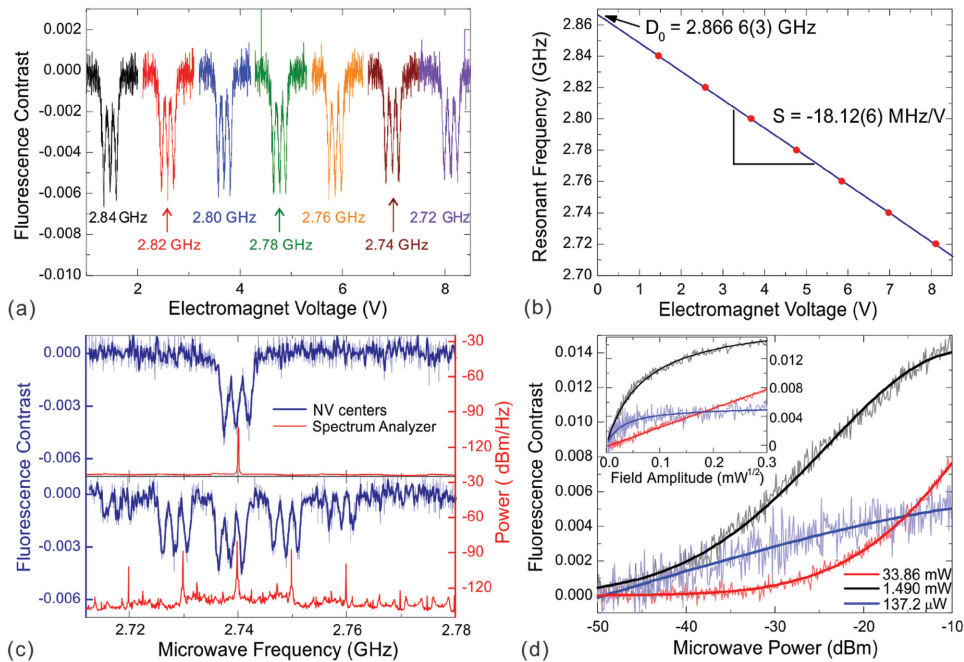 0.002
0.000
-0.002
-0.004
-0.006
-0.008
-0.010
Fluorescence Contrast
2.84 GHz
2.82 GHz
2.80 GHz
2.78 GHz
2.76 GHz
2.74 GHz
2.72 GHz
2 4 6 8
Electromagnet Voltage (V)
(a)
2.86
2.84
2.82
2.80
2.78
2.76
2.74
2.72
2.70
Resonant Frequency (GHz)
D0 = 2.866 6(3) GHz
S = -18.12(6) MHz/V
0 1 2 3 4 5 6 7 8
Electromagnet Voltage (V)
(b)
0.000
-0.003
-0.006
0.000
-0.003
-0.006
Fluorescence Contrast
NV centers
Spectrum Analyzer
-30
-60
-90
-120
-30
-60
-90
-120
Power ( dBm/Hz)
2.72 2.74 2.76 2.78
Microwave Frequency (GHz)
(c)
0.014
0.012
0.010
0.008
0.006
0.004
0.002
0.000
Fluorescence Contrast
0.012
0.008
0.004
0
0.0 0.1 0.2 0.3
Field Amplitude (mW1/2)
33.86 mW
1.490 mW
137.2 μW
-50 -40 -30 -20 -10
Microwave Power (dBm)
(d)